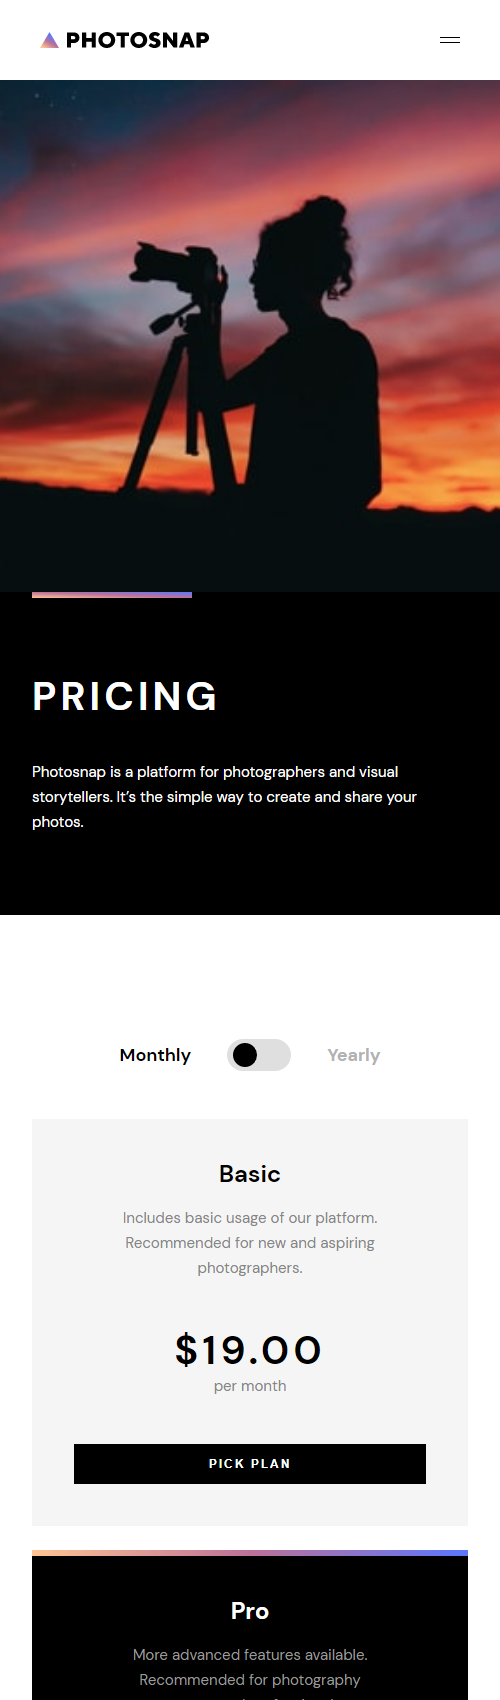 PHOTOSNAP
PRICING
Photosnap is a platform for photographers and visual
storytellers. It’s the simple way to create and share your
photos.
Monthly
Yearly
Basic
Includes basic usage of our platform.
Recommended for new and aspiring
photographers.
$19.00
per month
PICK PLAN
Pro
More advanced features available.
Recommended for photography